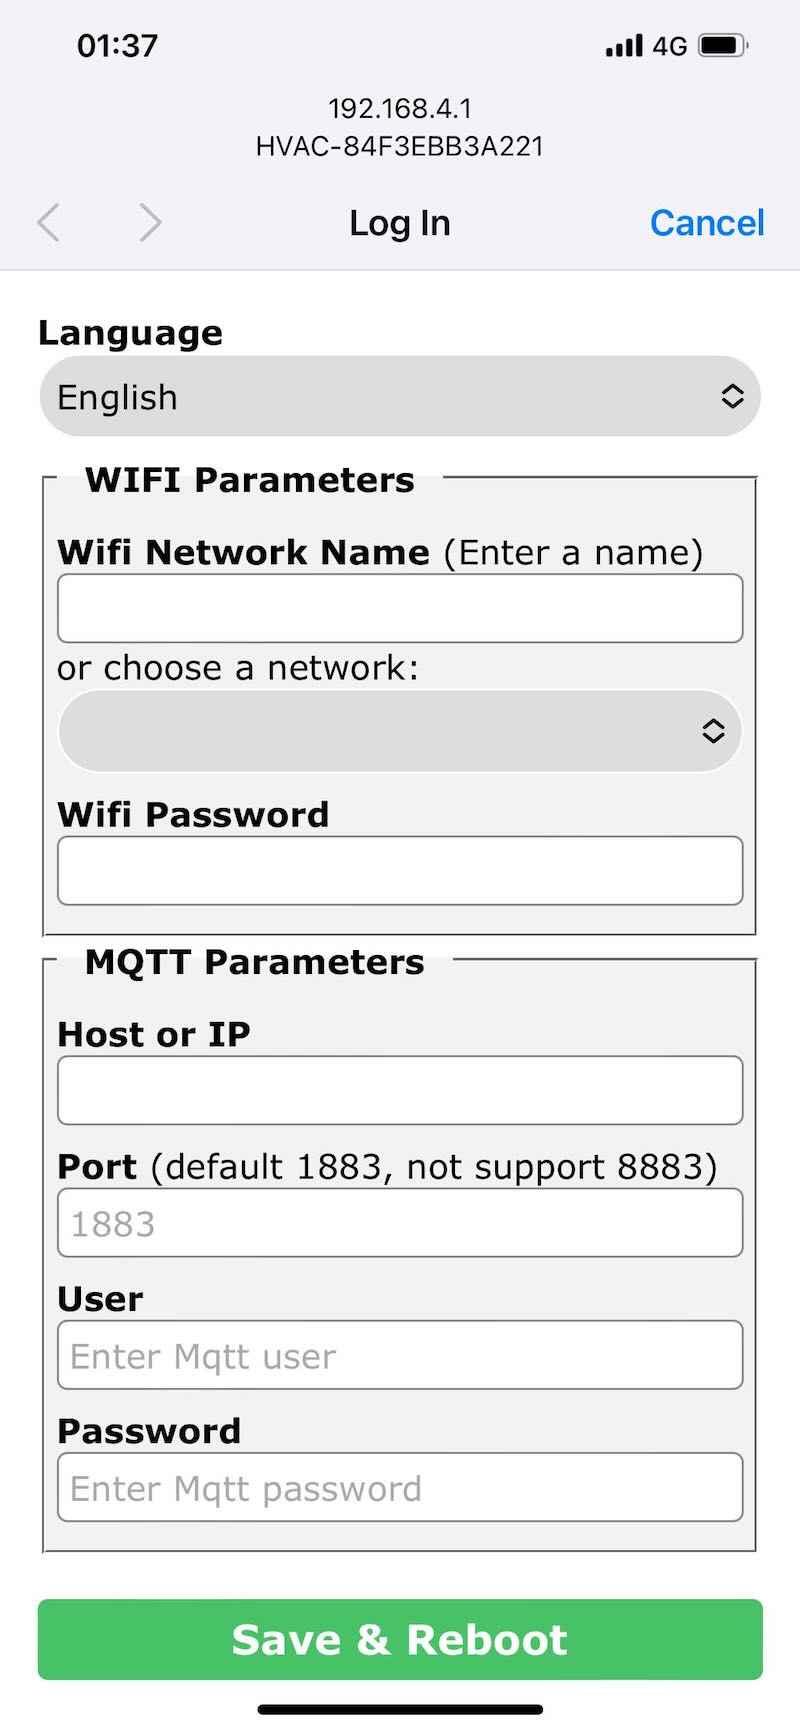 01:37
4G
192.168.4.1
HVAC-84F3EBB3A221
Log In
Cancel
Language
English
WIFI Parameters
Wifi Network Name (Enter a name)
or choose a network:
Wifi Password
MQTT Parameters
Host or IP
Port (default 1883, not support 8883)
1883
User
Enter Mqtt user
Password
Enter Mqtt password
Save & Reboot